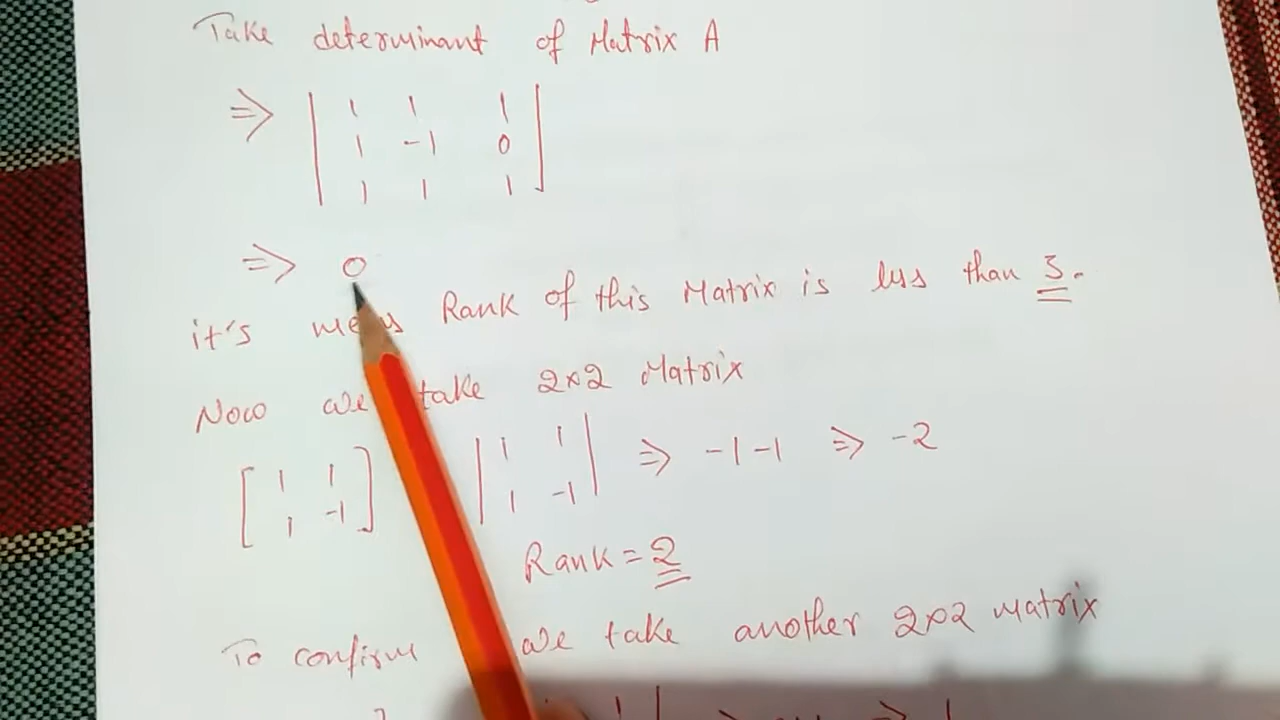 Take determinant of Matrix A
⇒ | 1 1 1 |
| 1 -1 0 |
| 1 1 1 |
⇒ 0
it's means Rank of this Matrix is less than 3.
Now we take 2×2 Matrix
[ 1 1 ] | 1 1 | ⇒ -1-1 ⇒ -2
[ 1 -1 ] | 1 -1 |
Rank = 2
To confirm we take another 2×2 matrix